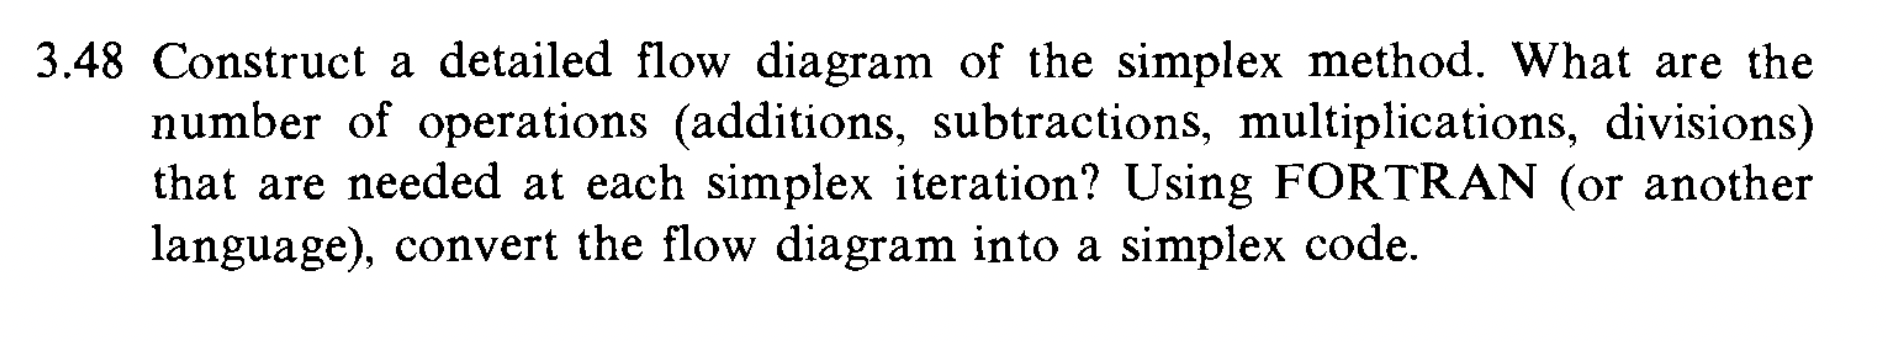 3.48 Construct a detailed flow diagram of the simplex method. What are the
number of operations (additions, subtractions, multiplications, divisions)
that are needed at each simplex iteration? Using FORTRAN (or another
language), convert the flow diagram into a simplex code.